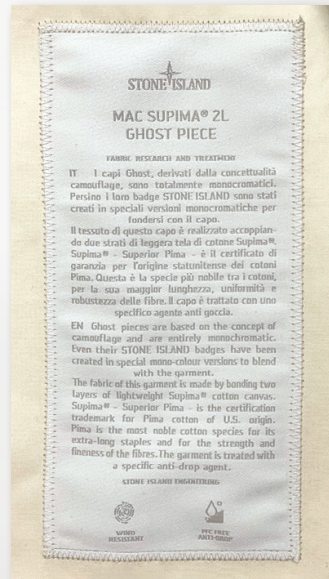 STONE ISLAND
MAC SUPIMA® 2L
GHOST PIECE
FABRIC RESEARCH AND TREATMENT
IT I capi Ghost, derivati dalla concettualità
camouflage, sono totalmente monocromatici.
Persino i loro badge STONE ISLAND sono stati
creati in speciali versioni monocromatiche per
fondersi con il capo.
Il tessuto di questo capo è realizzato accoppian-
do due strati di leggera tela di cotone Supima®.
Supima® - Superior Pima - è il certificato di
garanzia per l'origine statunitense dei cotoni
Pima. Questa è la specie più nobile tra i cotoni,
per la sua maggior lunghezza, uniformità e
robustezza delle fibre. Il capo è trattato con uno
specifico agente anti goccia.
EN Ghost pieces are based on the concept of
camouflage and are entirely monochromatic.
Even their STONE ISLAND badges have been
created in special mono-colour versions to blend
with the garment.
The fabric of this garment is made by bonding two
layers of lightweight Supima® cotton canvas.
Supima® - Superior Pima - is the certification
trademark for Pima cotton of U.S. origin.
Pima is the most noble cotton species for its
extra-long staples and for the strength and
fineness of the fibres. The garment is treated with
a specific anti-drop agent.
STONE ISLAND ENGINEERING
WIND
RESISTANT
PFC FREE
ANTI-DROP